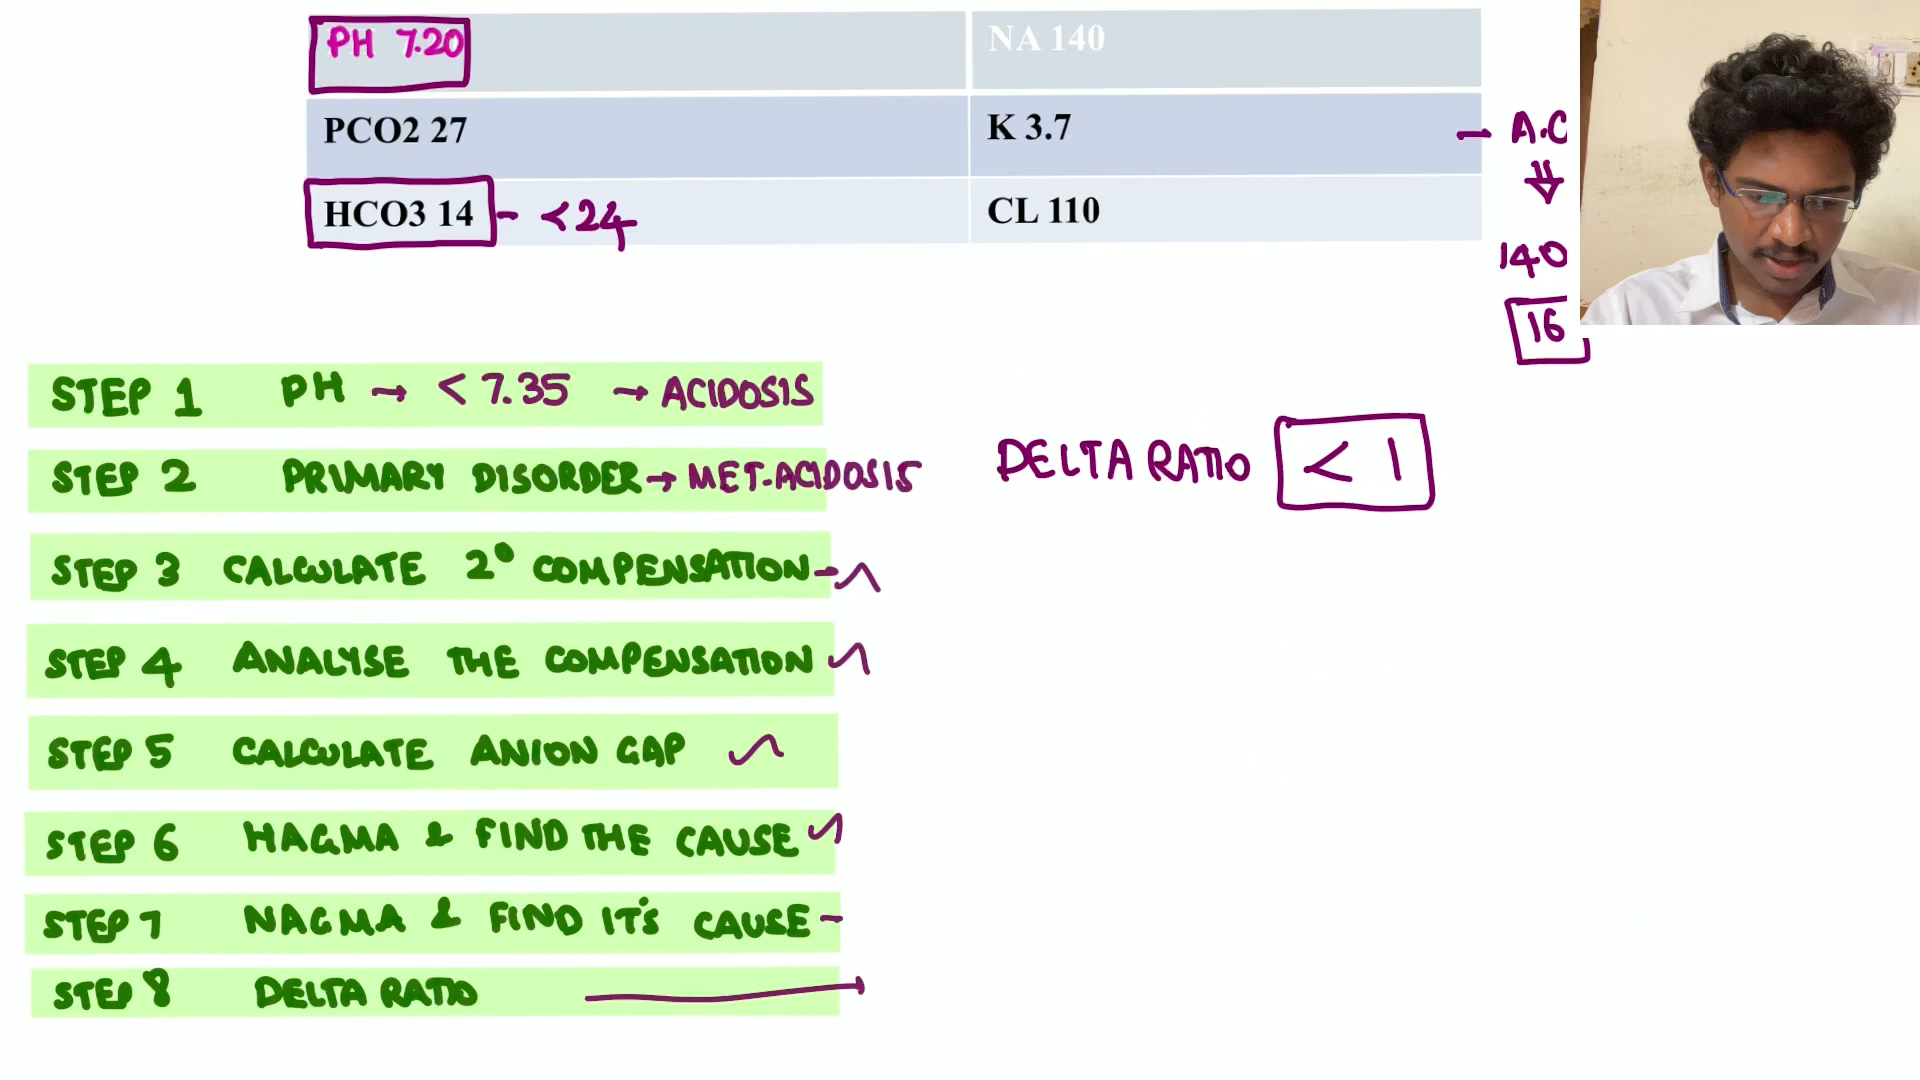 PH 7.20 NA 140
PCO2 27 K 3.7 - A.C
HCO3 14 - <24 CL 110
140
16
STEP 1 PH → < 7.35 → ACIDOSIS
DELTA RATIO < 1
STEP 2 PRIMARY DISORDER → MET. ACIDOSIS
STEP 3 CALCULATE 2° COMPENSATION -
STEP 4 ANALYSE THE COMPENSATION
STEP 5 CALCULATE ANION GAP
STEP 6 HAGMA & FIND THE CAUSE
STEP 7 NAGMA & FIND IT'S CAUSE -
STEP 8 DELTA RATIO